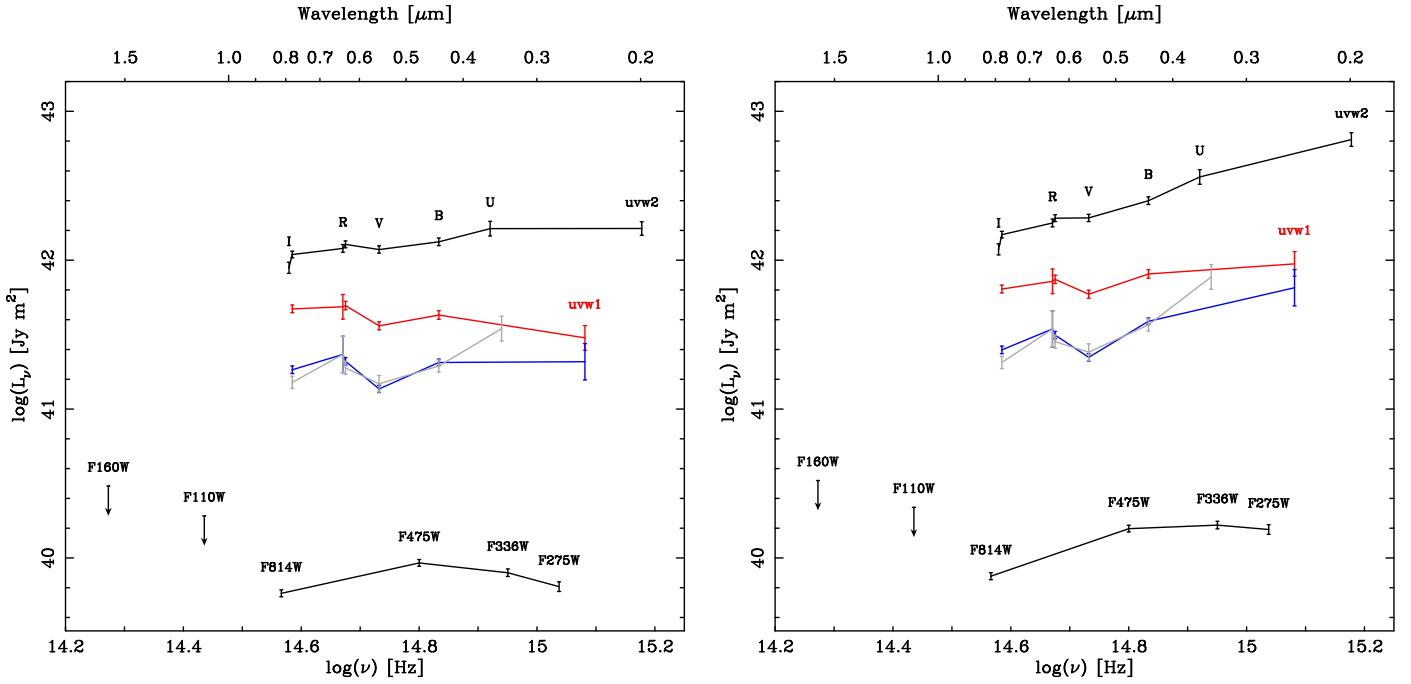 Wavelength [μm]
1.5 1.0 0.8 0.7 0.6 0.5 0.4 0.3 0.2
43
42
41
40
log(Lν) [Jy m²]
I R V B U uvw2
uvw1
F160W
F110W
F814W
F475W
F336W
F275W
14.2 14.4 14.6 14.8 15 15.2
log(ν) [Hz]
Wavelength [μm]
1.5 1.0 0.8 0.7 0.6 0.5 0.4 0.3 0.2
43
42
41
40
log(Lν) [Jy m²]
I R V B U uvw2
uvw1
F160W
F110W
F814W
F475W
F336W
F275W
14.2 14.4 14.6 14.8 15 15.2
log(ν) [Hz]